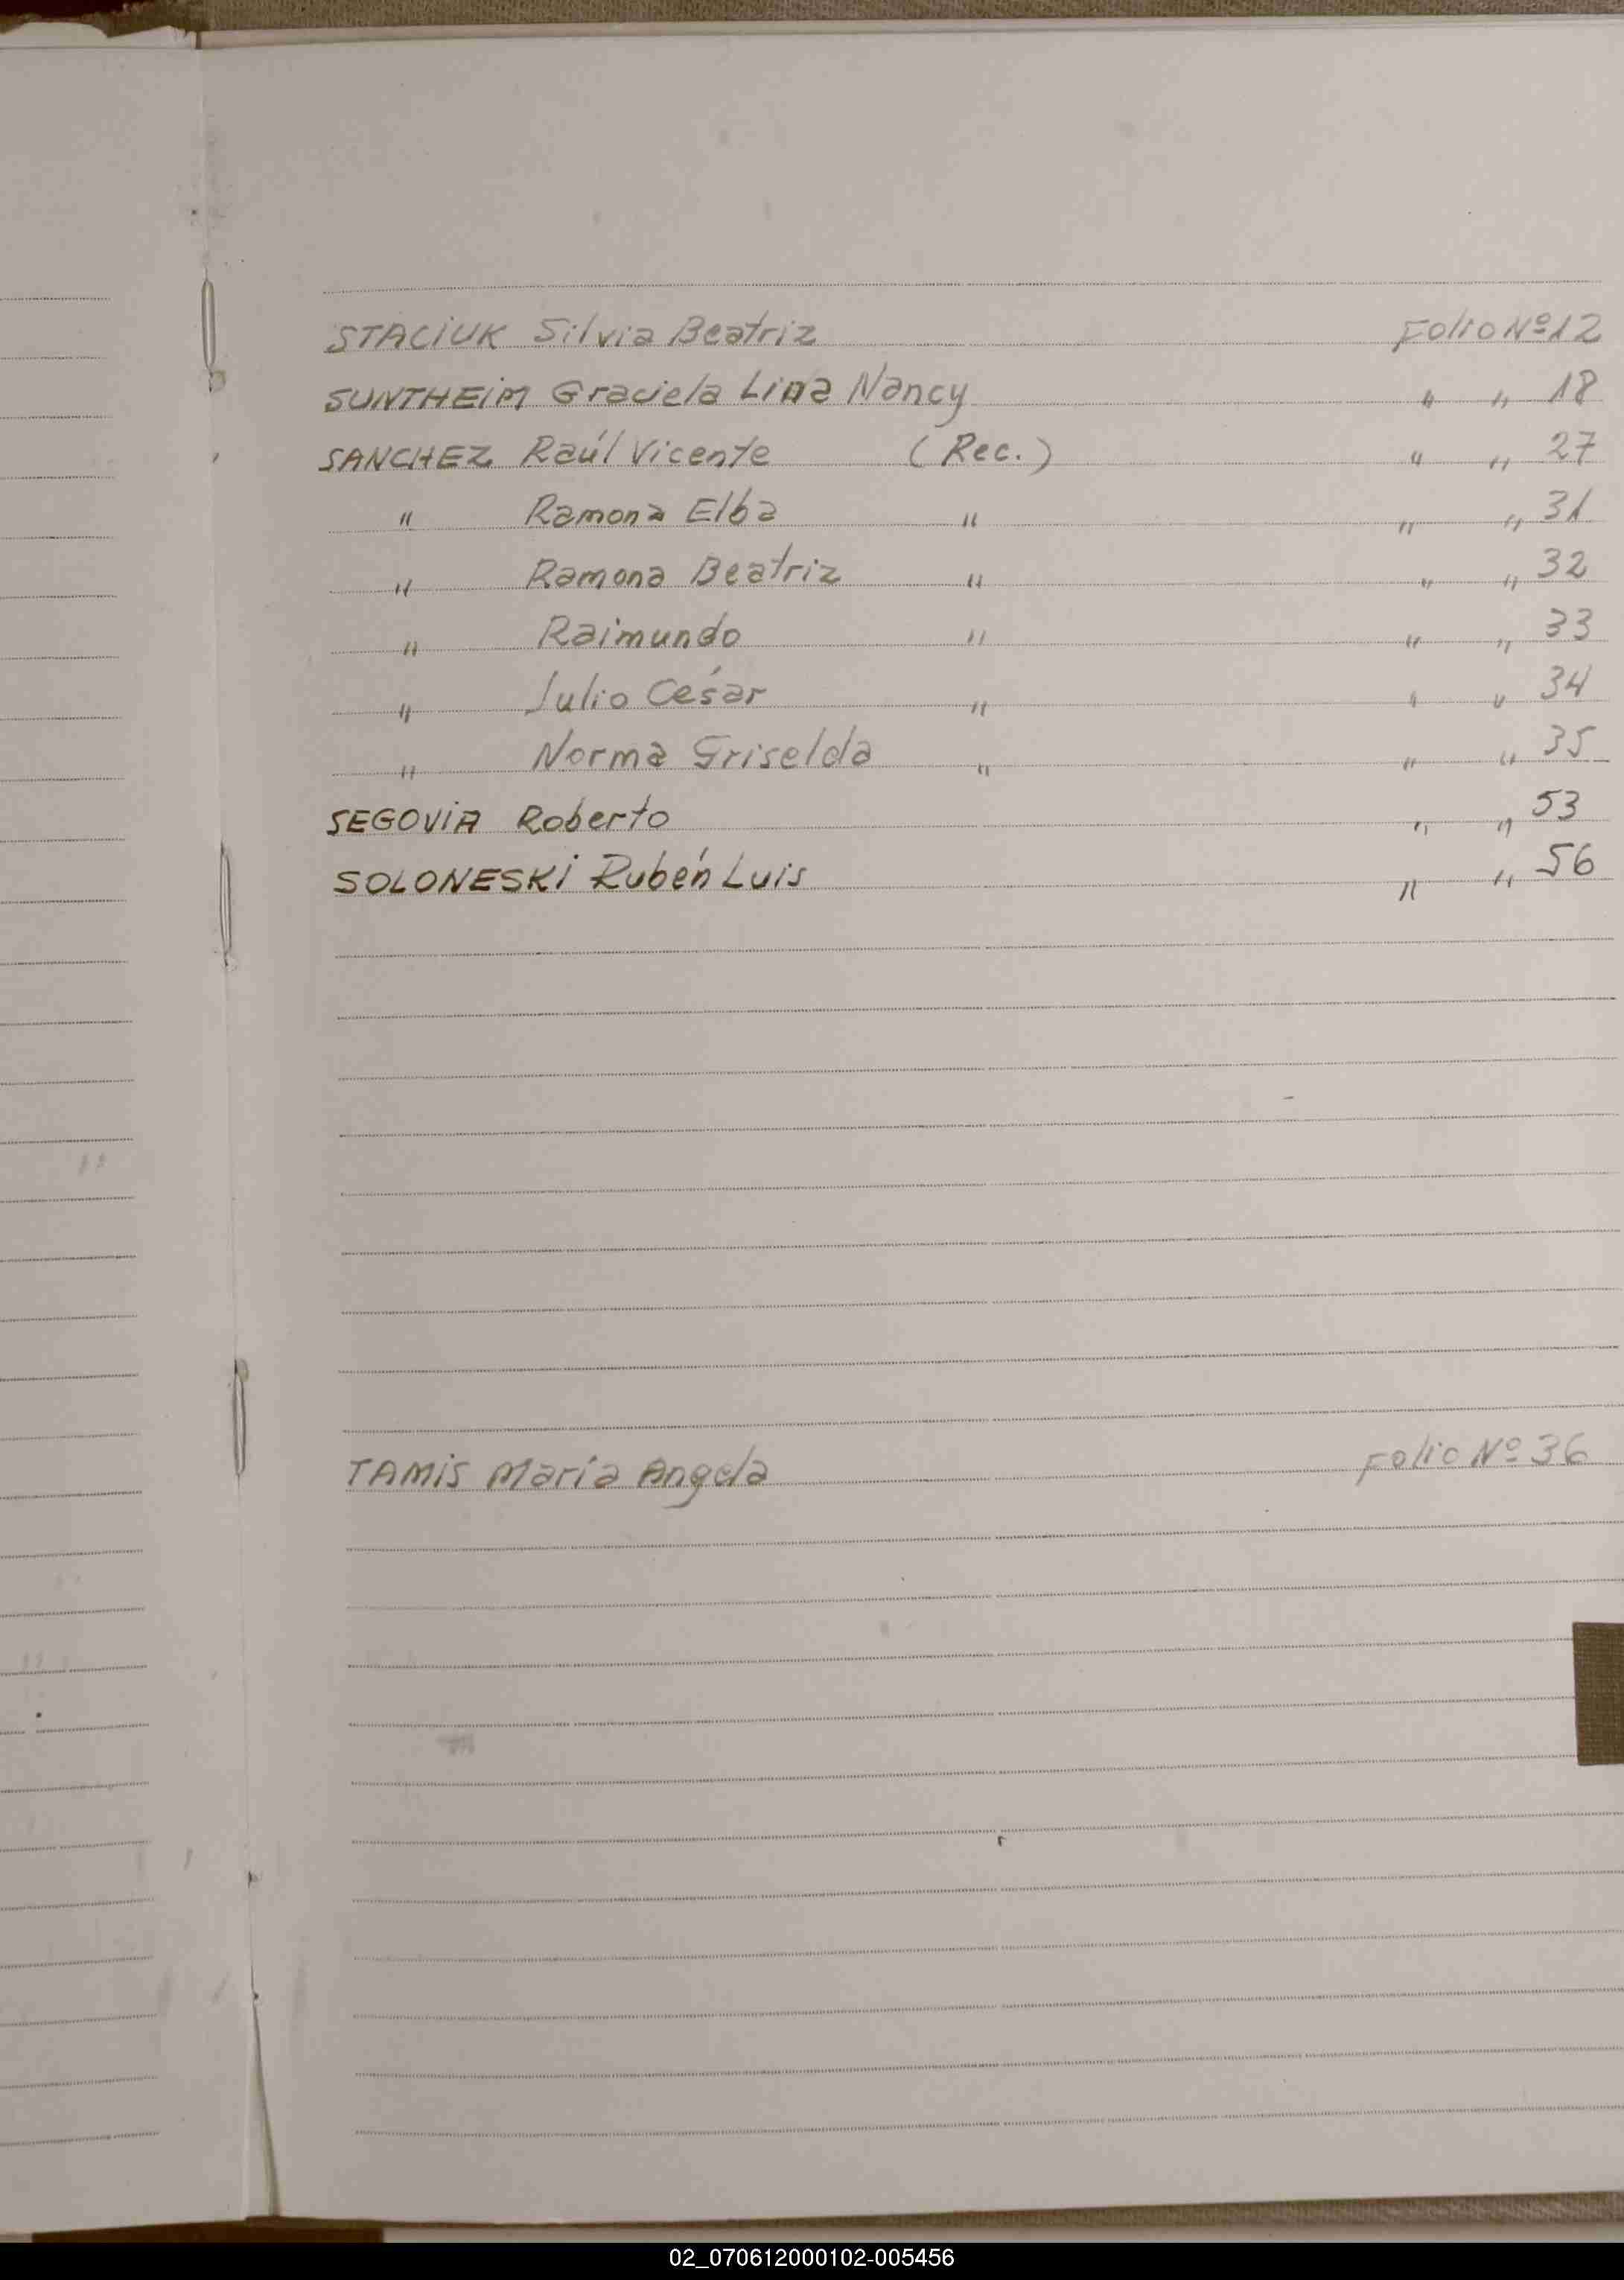 STACIUK Silvia Beatriz Folio Nº 12
SUNTHEIM Graciela Lina Nancy " " 18
SANCHEZ Raúl Vicente (Rec.) " " 27
" Ramona Elba " " " 31
" Ramona Beatriz " " " 32
" Raimundo " " " 33
" Julio César " " " 34
" Norma Griselda " " " 35
SEGOVIA Roberto " " 53
SOLONESKI Rubén Luis " " 56
TAMIS María Angela Folio Nº 36
02_070612000102-005456